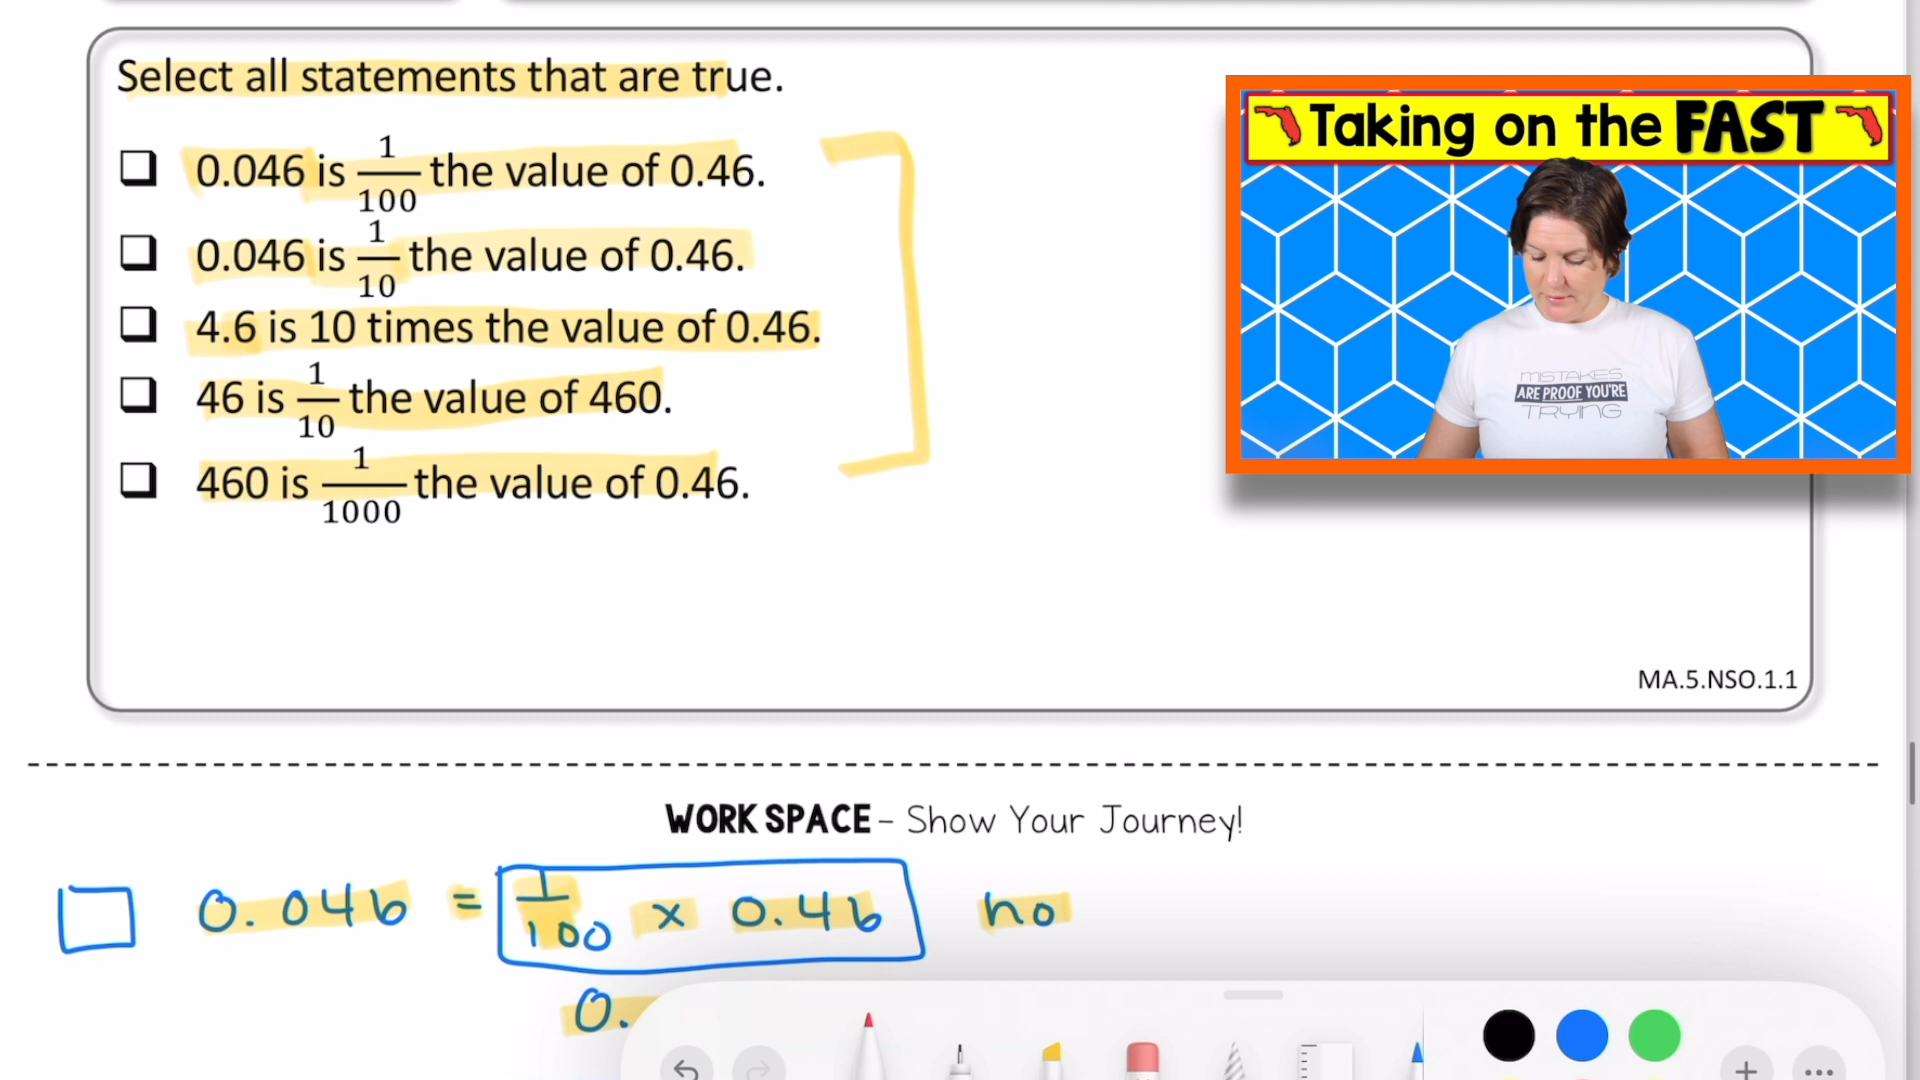 Select all statements that are true.
❑ 0.046 is 1/100 the value of 0.46.
❑ 0.046 is 1/10 the value of 0.46.
❑ 4.6 is 10 times the value of 0.46.
❑ 46 is 1/10 the value of 460.
❑ 460 is 1/1000 the value of 0.46.
Taking on the FAST
MISTAKES
ARE PROOF YOU'RE
TRYING
MA.5.NSO.1.1
WORK SPACE – Show Your Journey!
0.046 = 1/100 x 0.46 no
0.